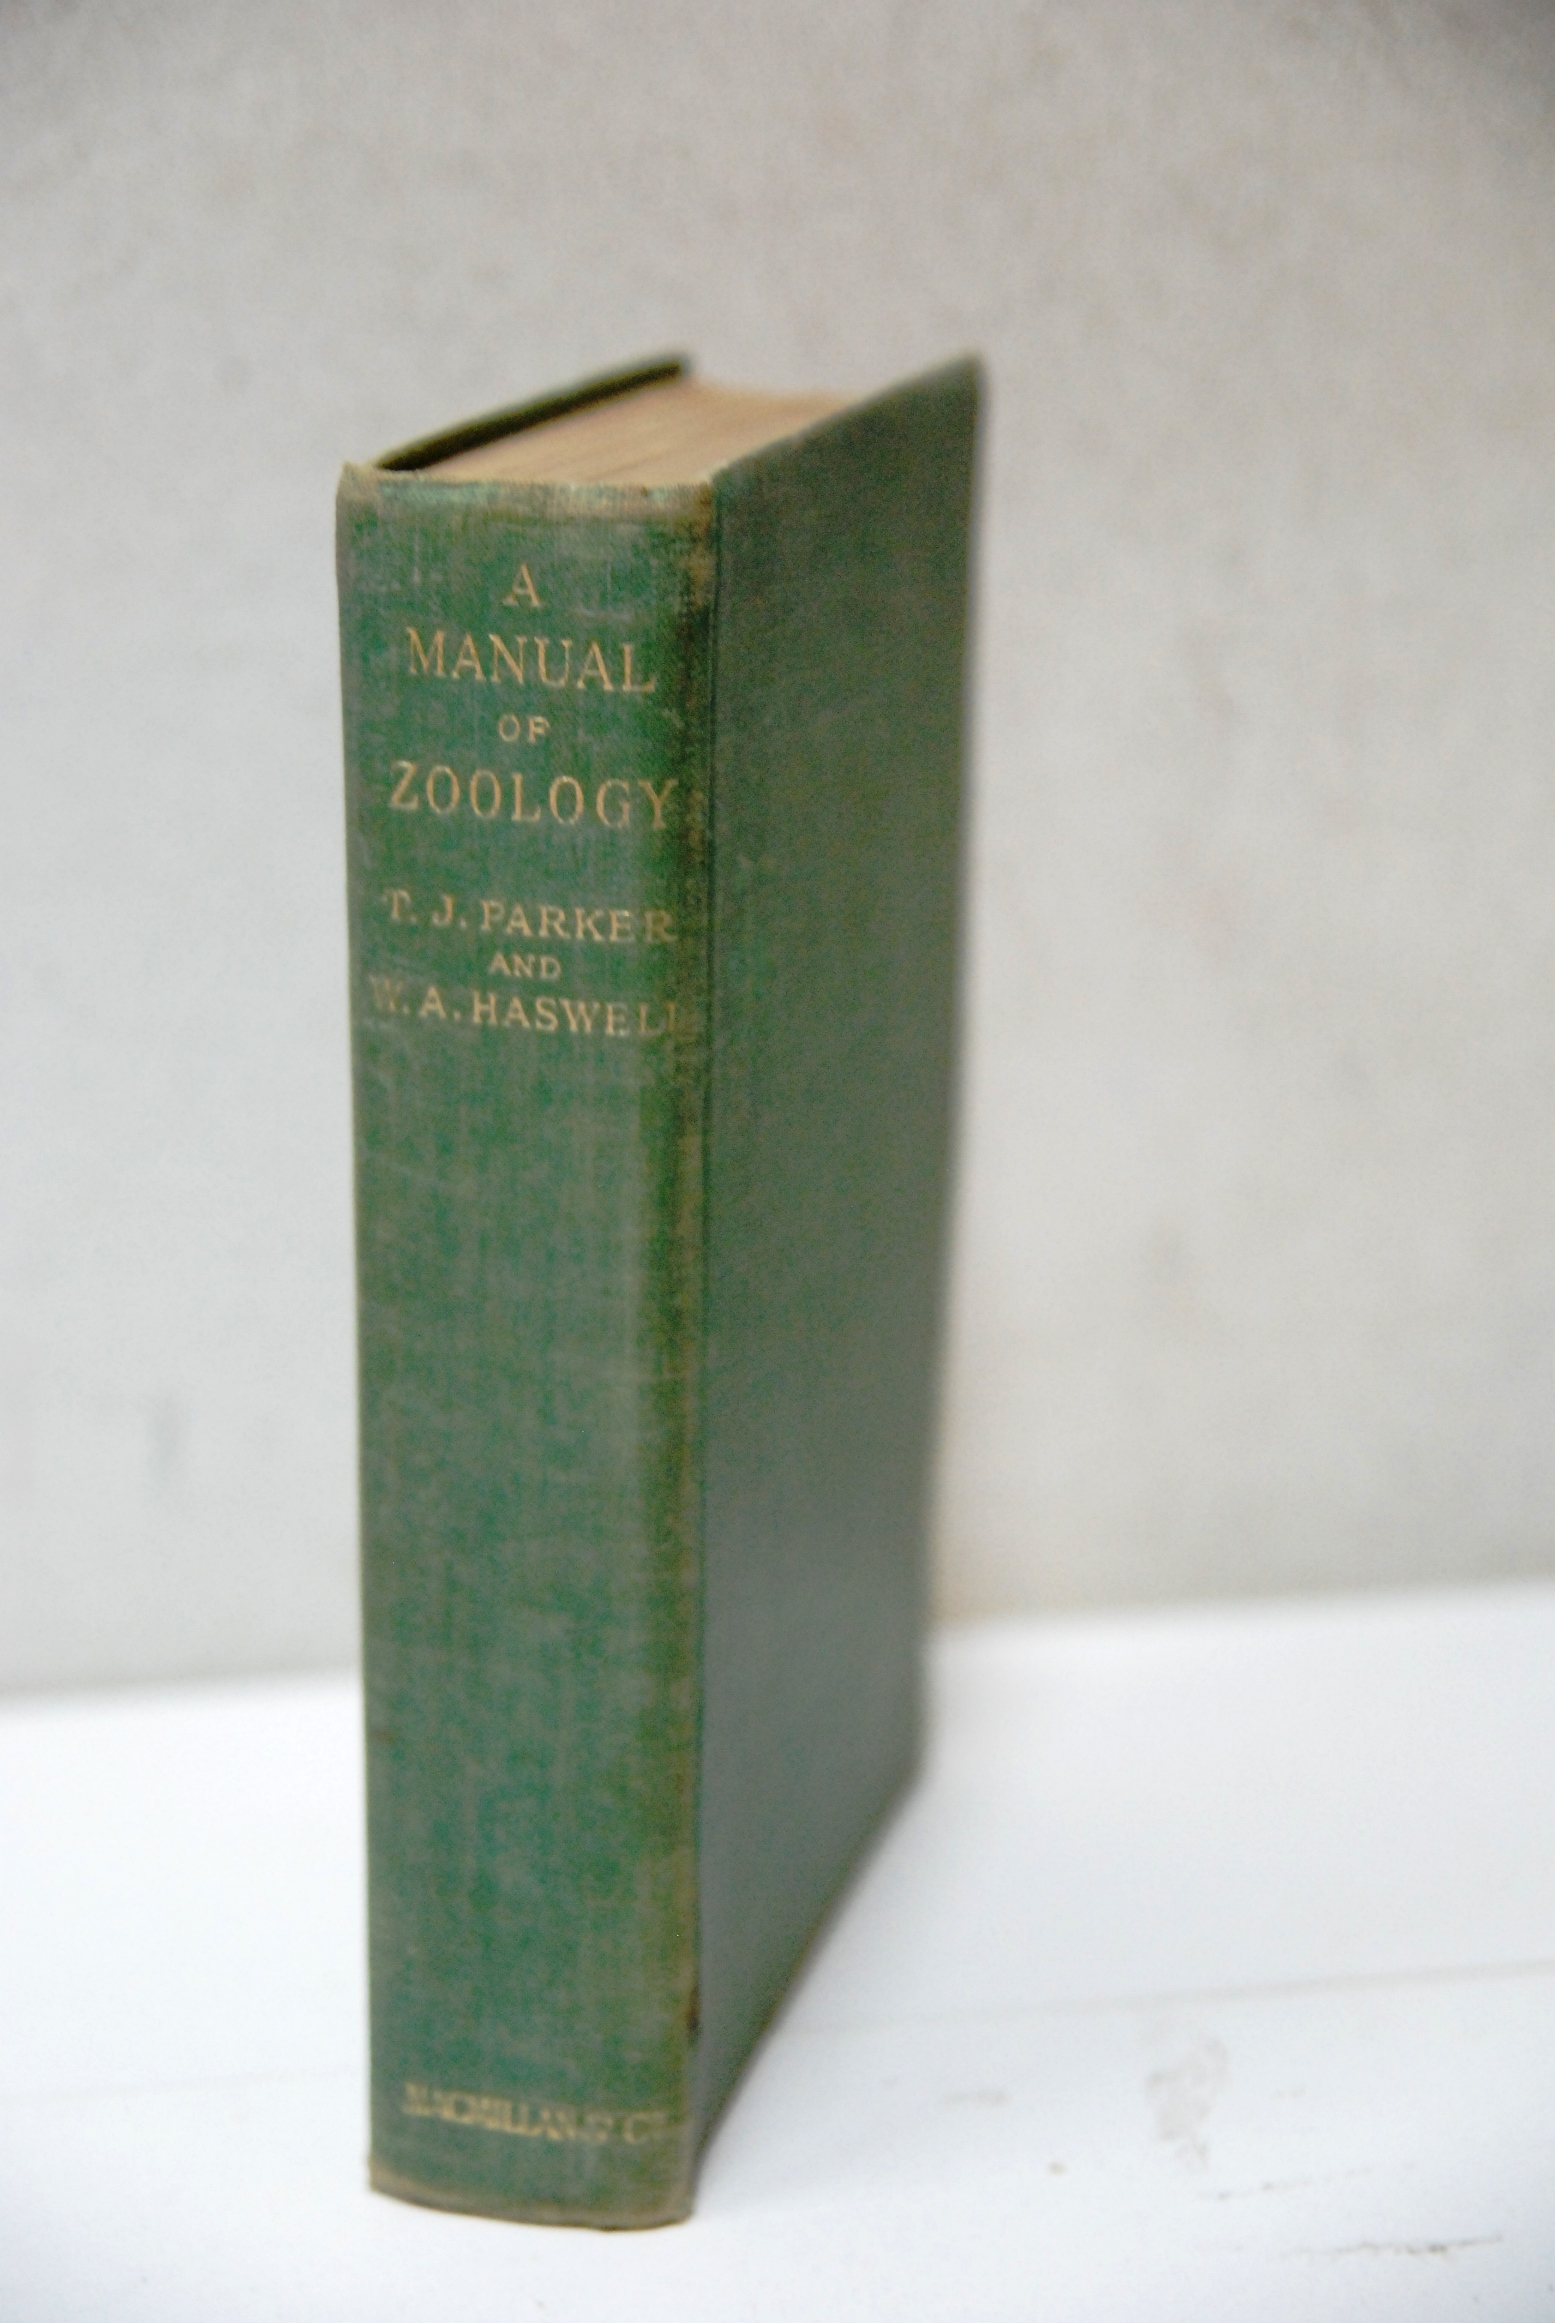 A
MANUAL
OF
ZOOLOGY
T. J. PARKER
AND
W. A. HASWELL
MACMILLAN & Co